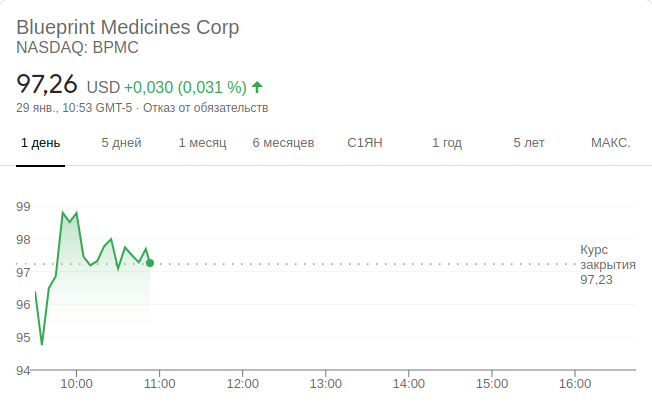 Blueprint Medicines Corp
NASDAQ: BPMC
97,26 USD +0,030 (0,031 %)
29 янв., 10:53 GMT-5 · Отказ от обязательств
1 день 5 дней 1 месяц 6 месяцев С1ЯН 1 год 5 лет МАКС.
99
98
Курс
закрытия
97,23
97
96
95
94
10:00 11:00 12:00 13:00 14:00 15:00 16:00